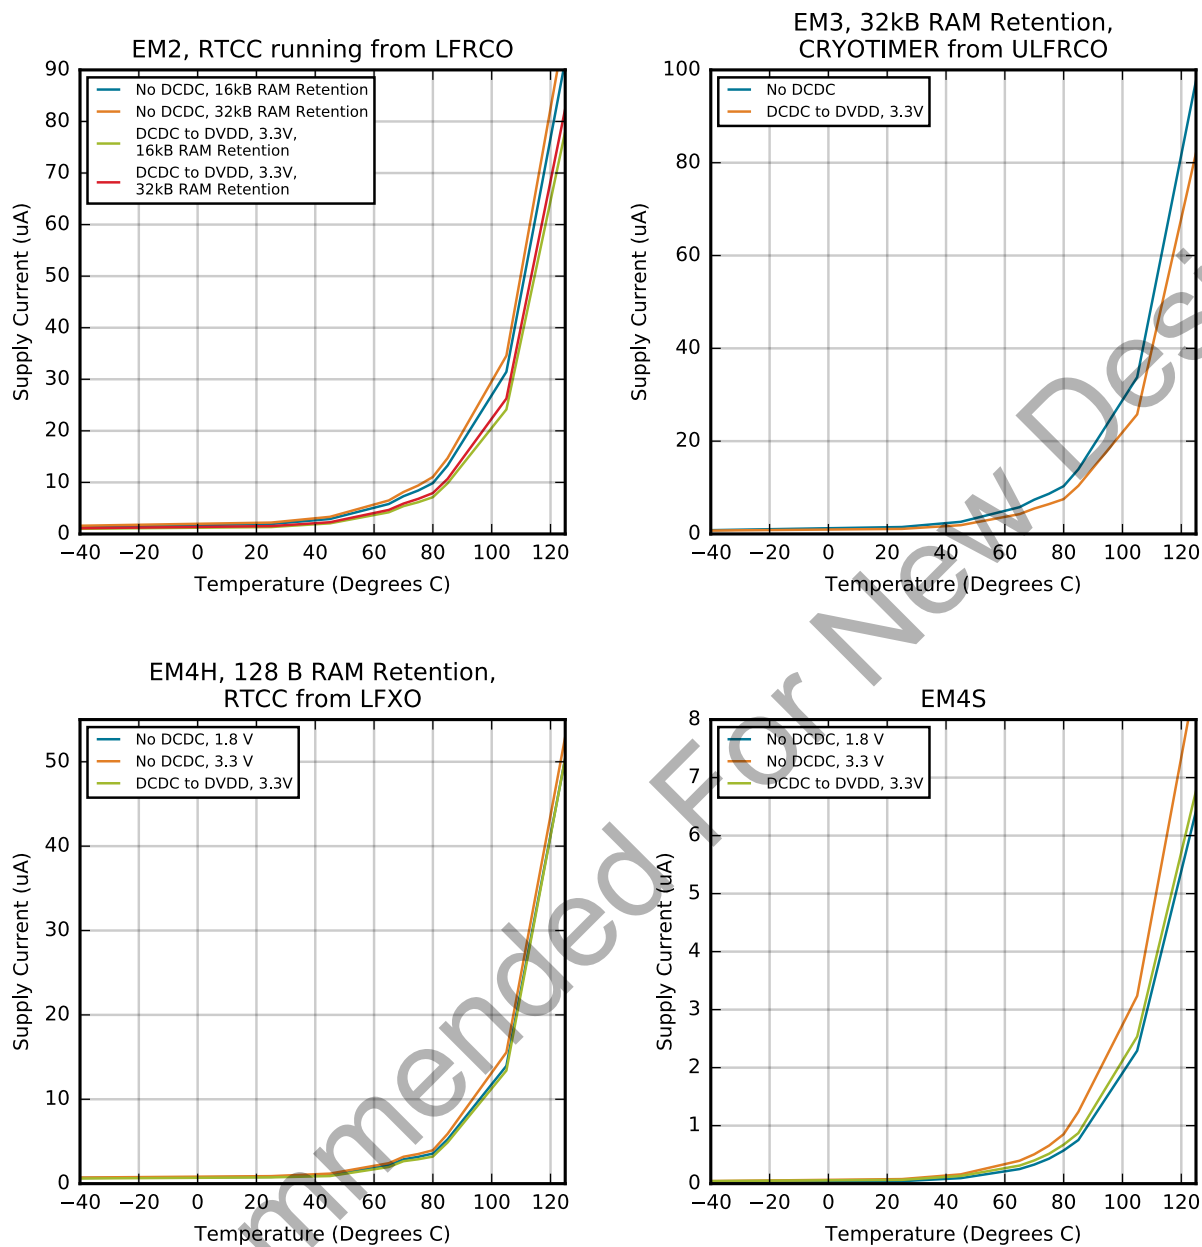 EM2, RTCC running from LFRCO
90
80
70
60
50
40
30
20
10
0
Supply Current (uA)
No DCDC, 16kB RAM Retention
No DCDC, 32kB RAM Retention
DCDC to DVDD, 3.3V,
16kB RAM Retention
DCDC to DVDD, 3.3V,
32kB RAM Retention
−40 −20 0 20 40 60 80 100 120
Temperature (Degrees C)
EM3, 32kB RAM Retention,
CRYOTIMER from ULFRCO
100
80
60
40
20
0
Supply Current (uA)
No DCDC
DCDC to DVDD, 3.3V
−40 −20 0 20 40 60 80 100 120
Temperature (Degrees C)
EM4H, 128 B RAM Retention,
RTCC from LFXO
50
40
30
20
10
0
Supply Current (uA)
No DCDC, 1.8 V
No DCDC, 3.3 V
DCDC to DVDD, 3.3V
−40 −20 0 20 40 60 80 100 120
Temperature (Degrees C)
EM4S
8
7
6
5
4
3
2
1
0
Supply Current (uA)
No DCDC, 1.8 V
No DCDC, 3.3 V
DCDC to DVDD, 3.3V
−40 −20 0 20 40 60 80 100 120
Temperature (Degrees C)
mmended For New Desi